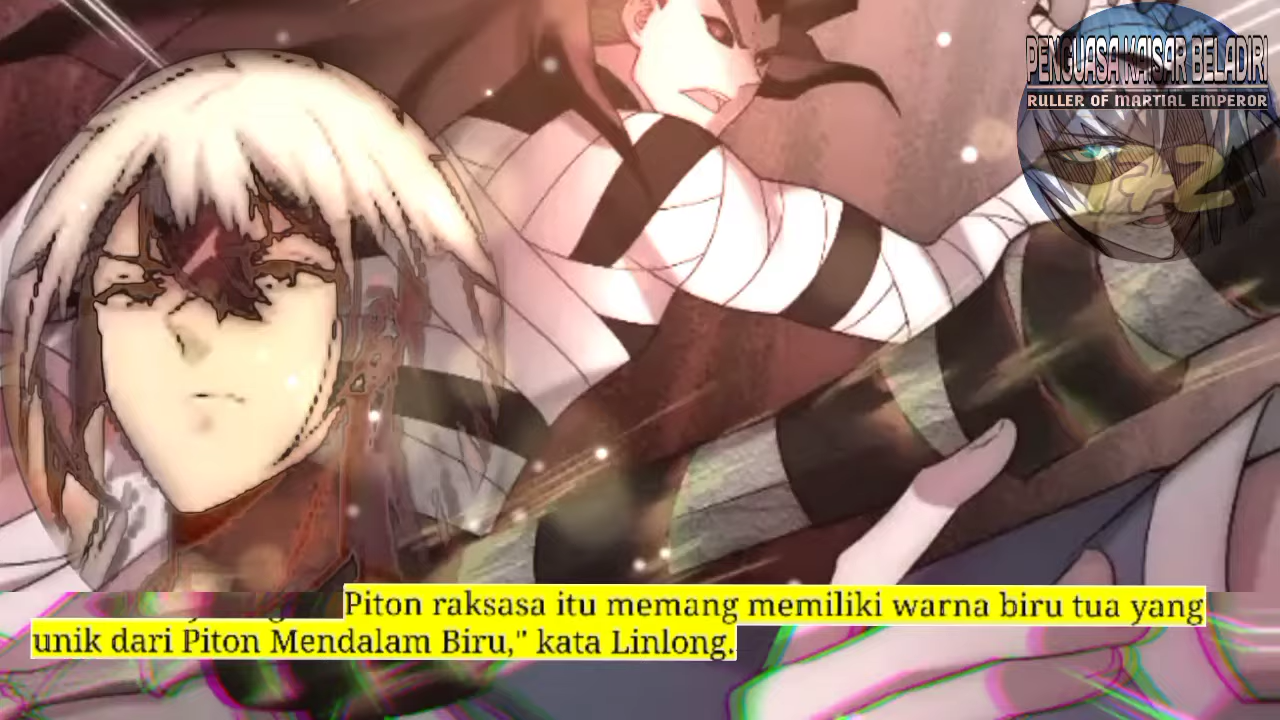 PENGUASA KAISAR BELADIRI
RULLER OF MARTIAL EMPEROR
Piton raksasa itu memang memiliki warna biru tua yang
unik dari Piton Mendalam Biru," kata Linlong.